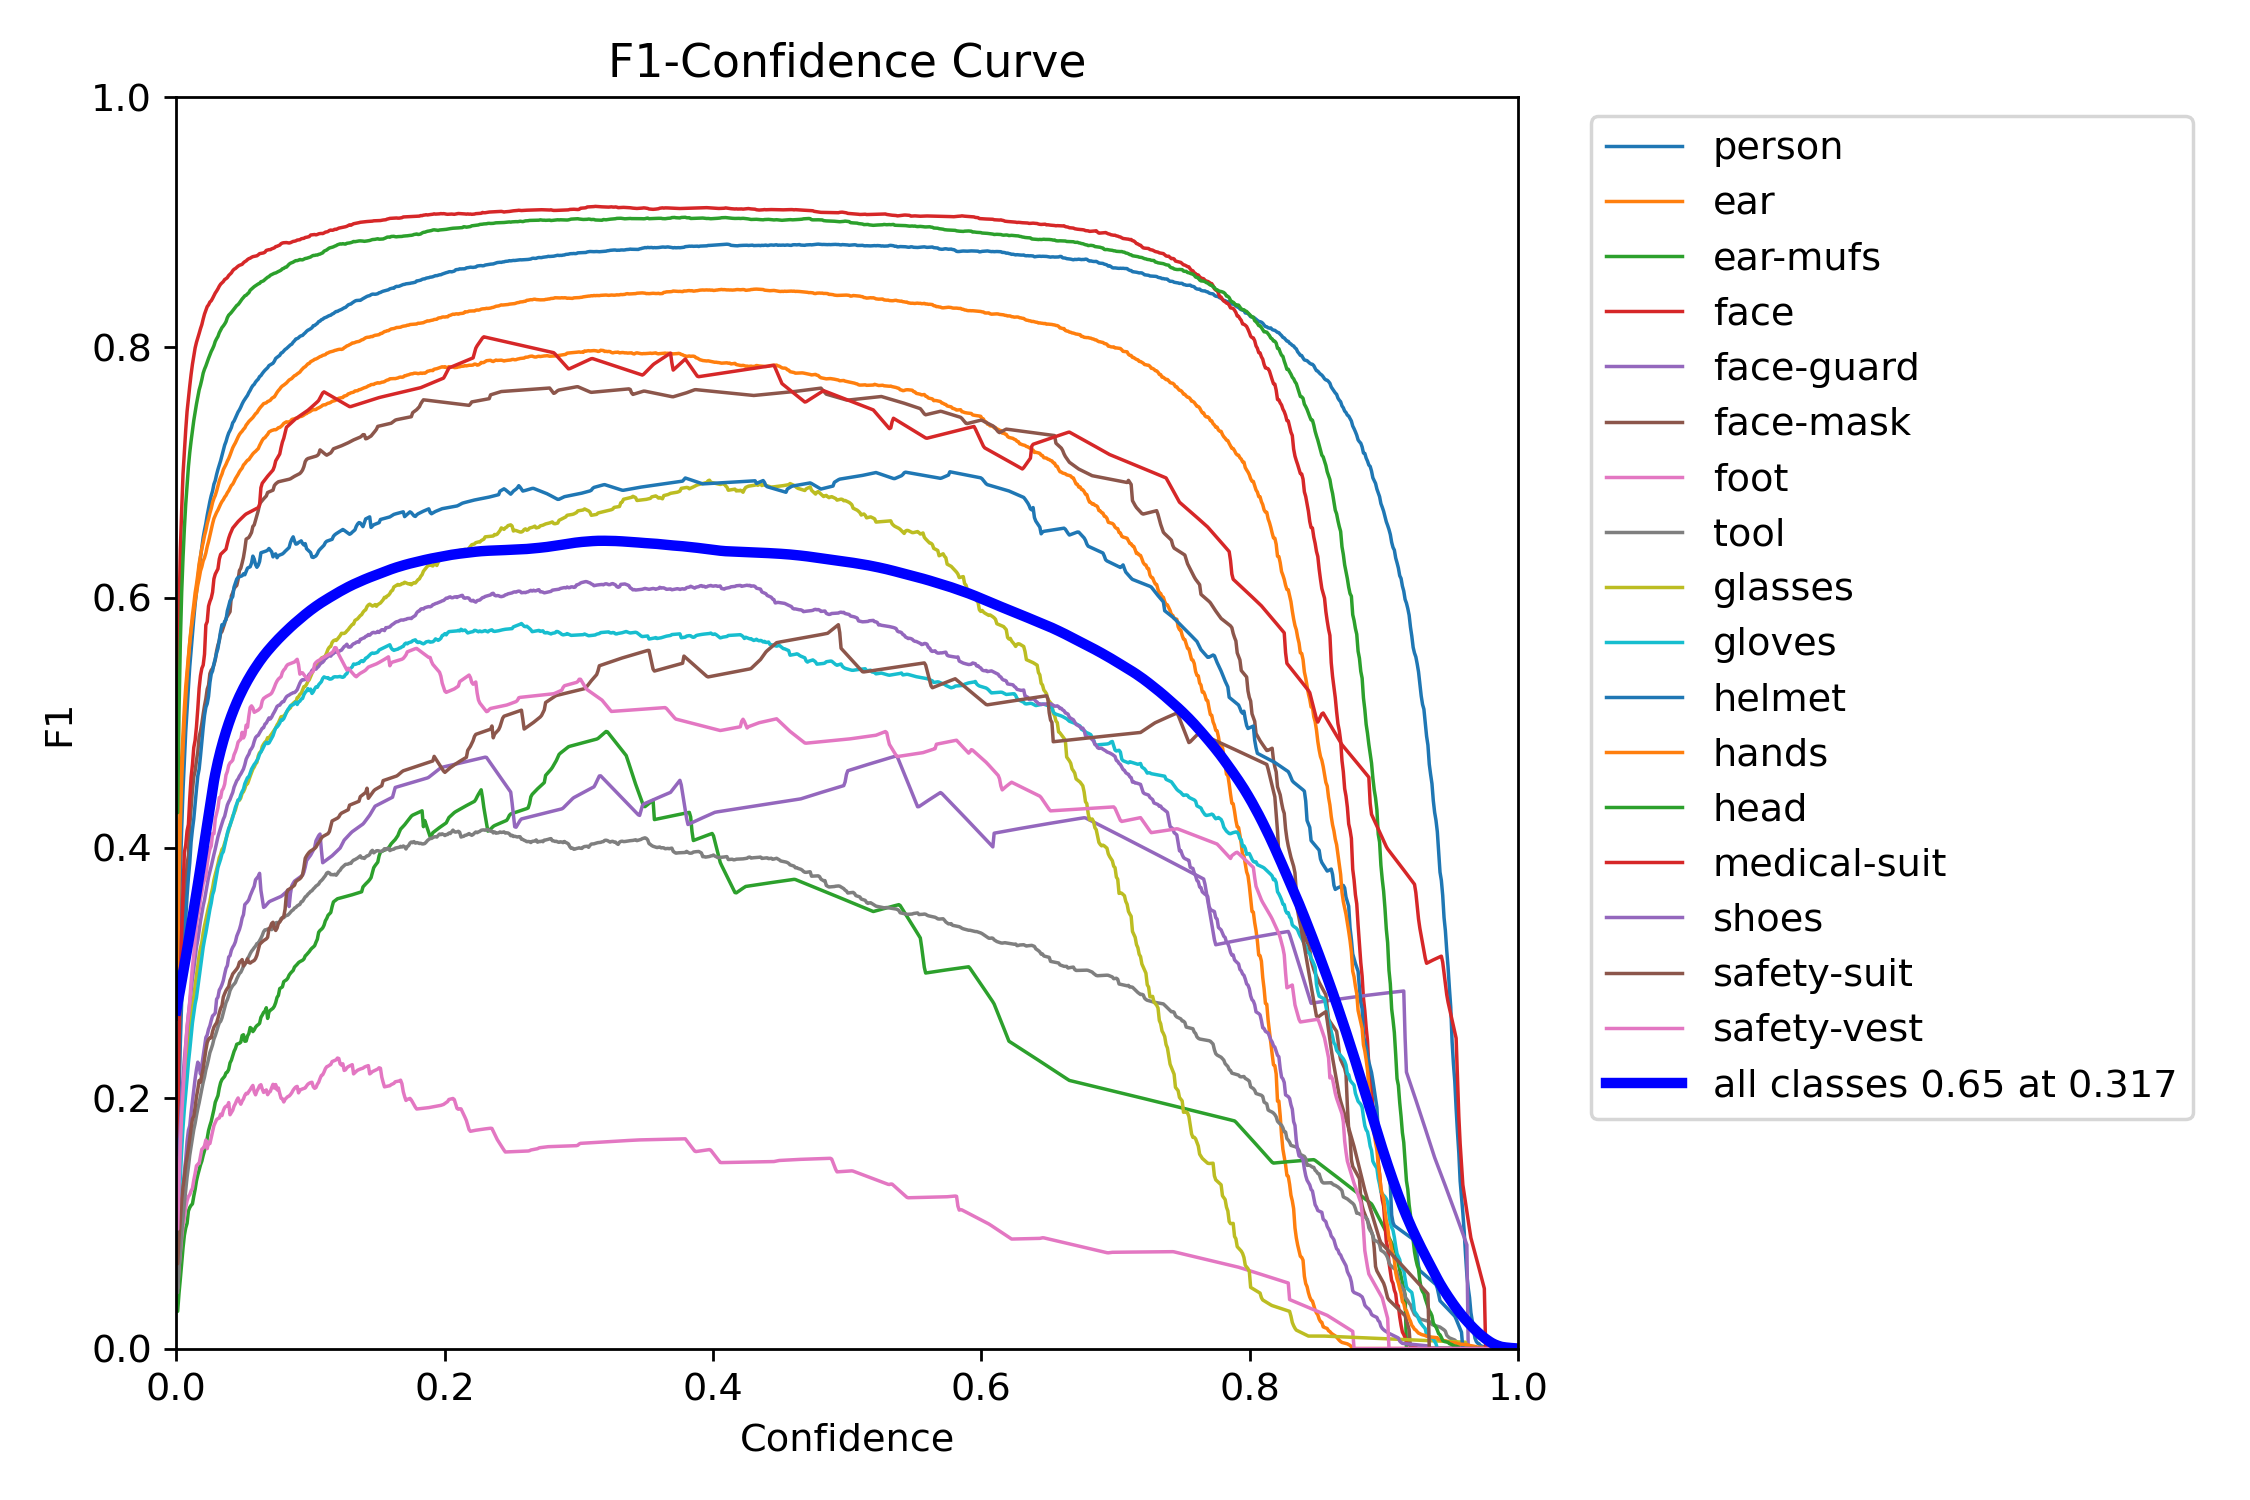 F1-Confidence Curve
1.0
0.8
0.6
0.4
0.2
0.0
F1
0.0 0.2 0.4 0.6 0.8 1.0
Confidence
person
ear
ear-mufs
face
face-guard
face-mask
foot
tool
glasses
gloves
helmet
hands
head
medical-suit
shoes
safety-suit
safety-vest
all classes 0.65 at 0.317